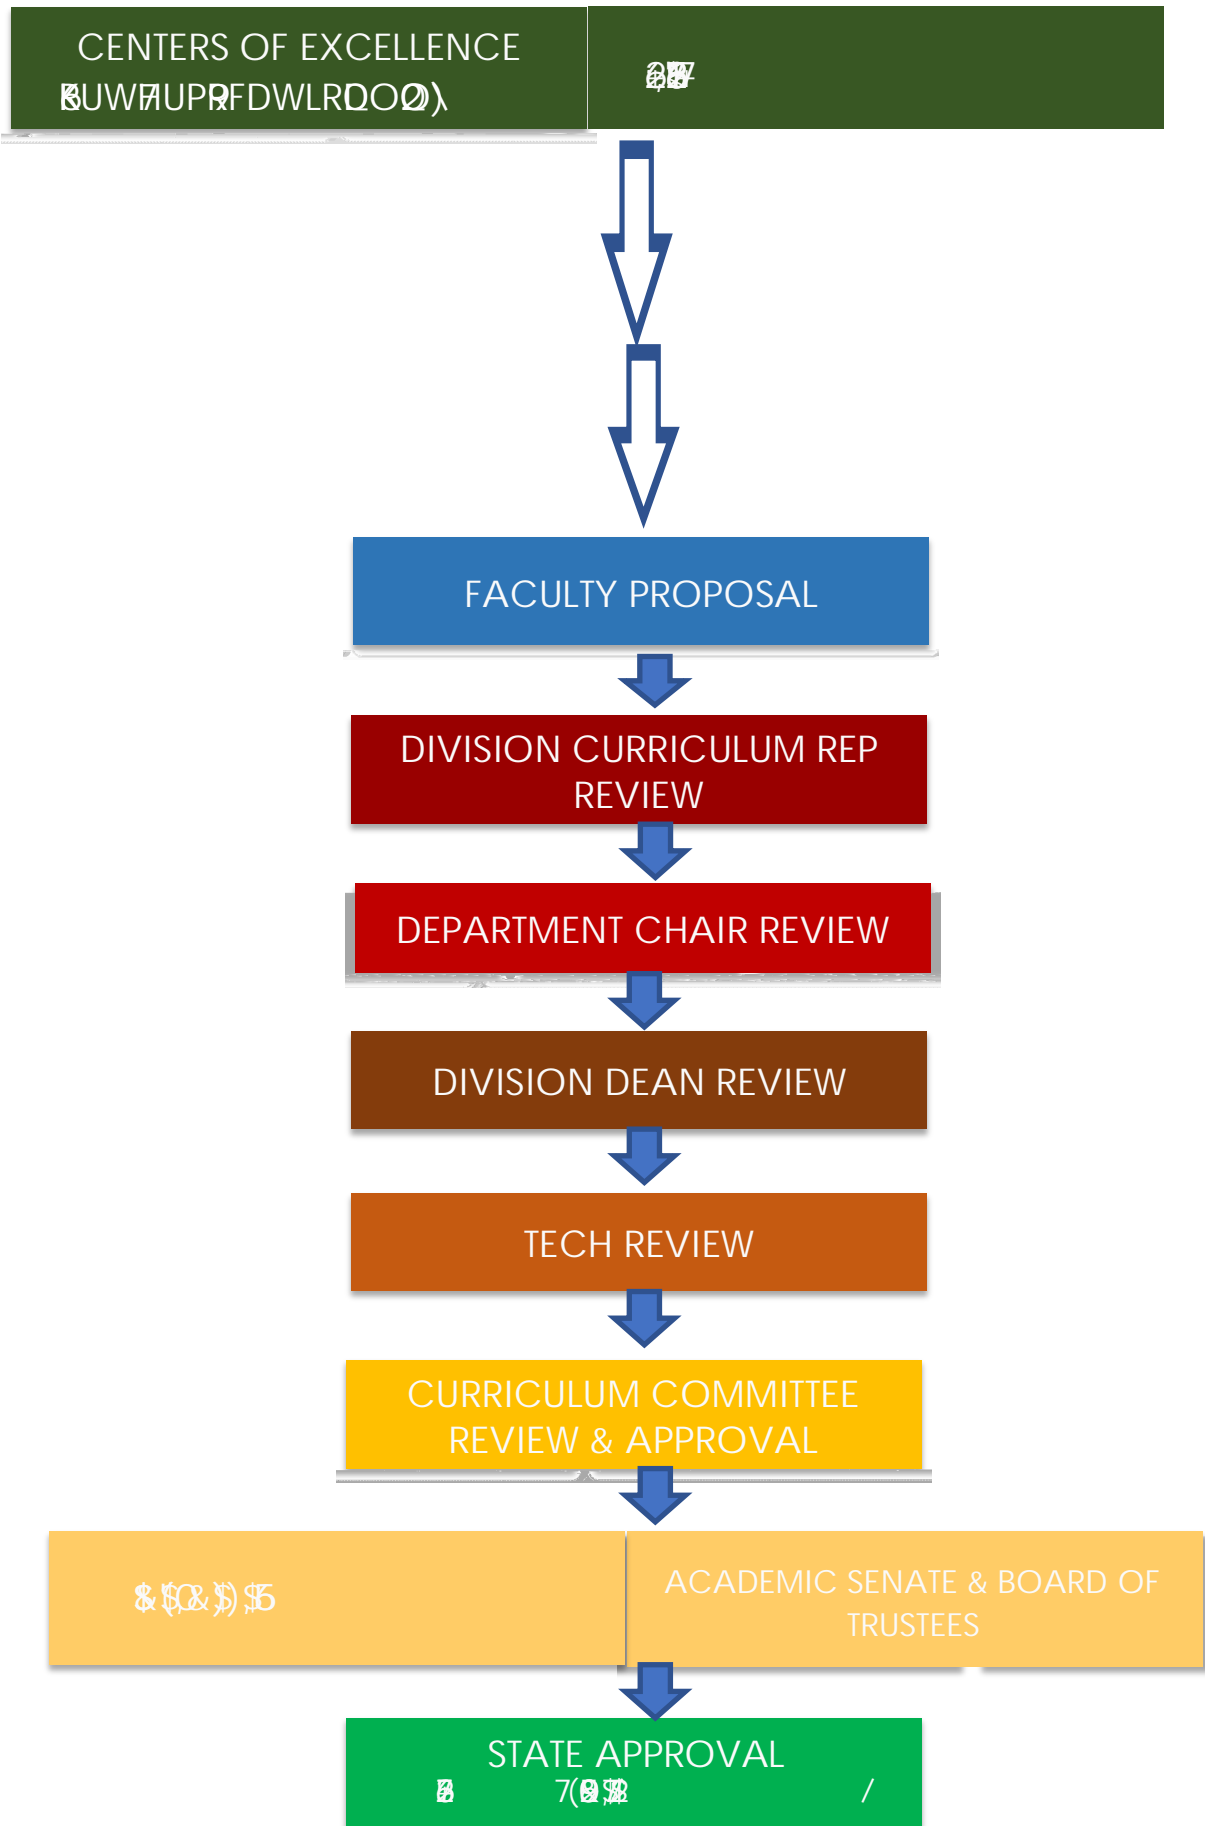 CENTERS OF EXCELLENCE
FACULTY PROPOSAL
DIVISION CURRICULUM REP
REVIEW
DEPARTMENT CHAIR REVIEW
DIVISION DEAN REVIEW
TECH REVIEW
CURRICULUM COMMITTEE
REVIEW & APPROVAL
ACADEMIC SENATE & BOARD OF
TRUSTEES
STATE APPROVAL